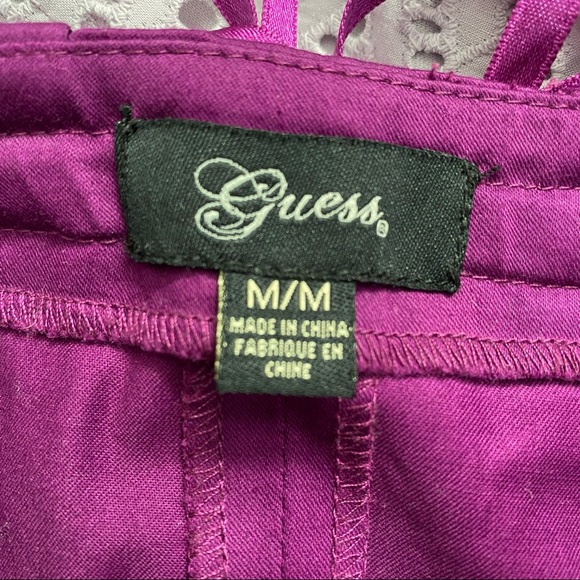 Guess®
M/M
MADE IN CHINA
FABRIQUE EN
CHINE